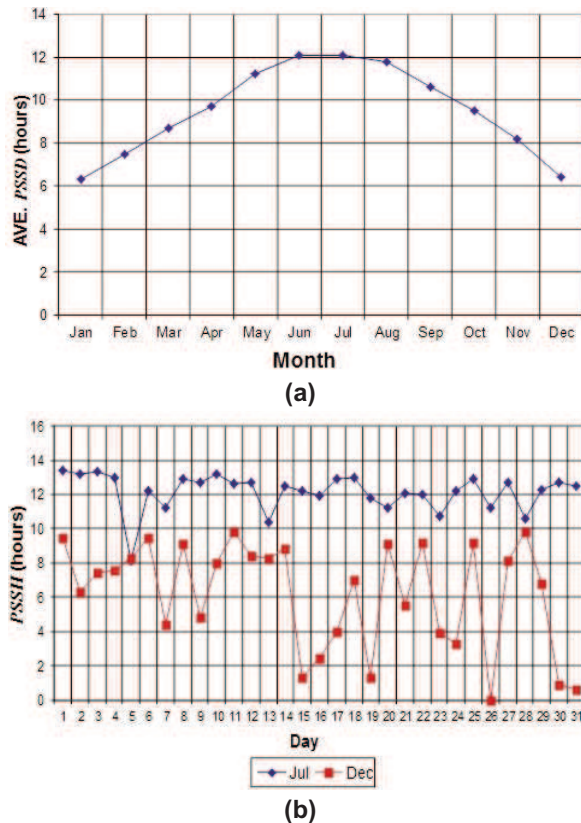 AVE. PSSD (hours)
14
12
10
8
6
4
2
0
Jan Feb Mar Apr May Jun Jul Aug Sep Oct Nov Dec
Month
(a)
PSSH (hours)
16
14
12
10
8
6
4
2
0
1 2 3 4 5 6 7 8 9 10 11 12 13 14 15 16 17 18 19 20 21 22 23 24 25 26 27 28 29 30 31
Day
Jul Dec
(b)